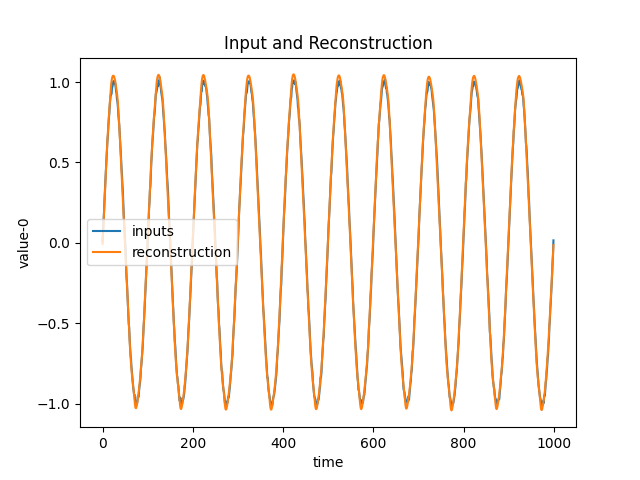 Input and Reconstruction
1.0
0.5
0.0
−0.5
−1.0
value-0
inputs
reconstruction
0 200 400 600 800 1000
time